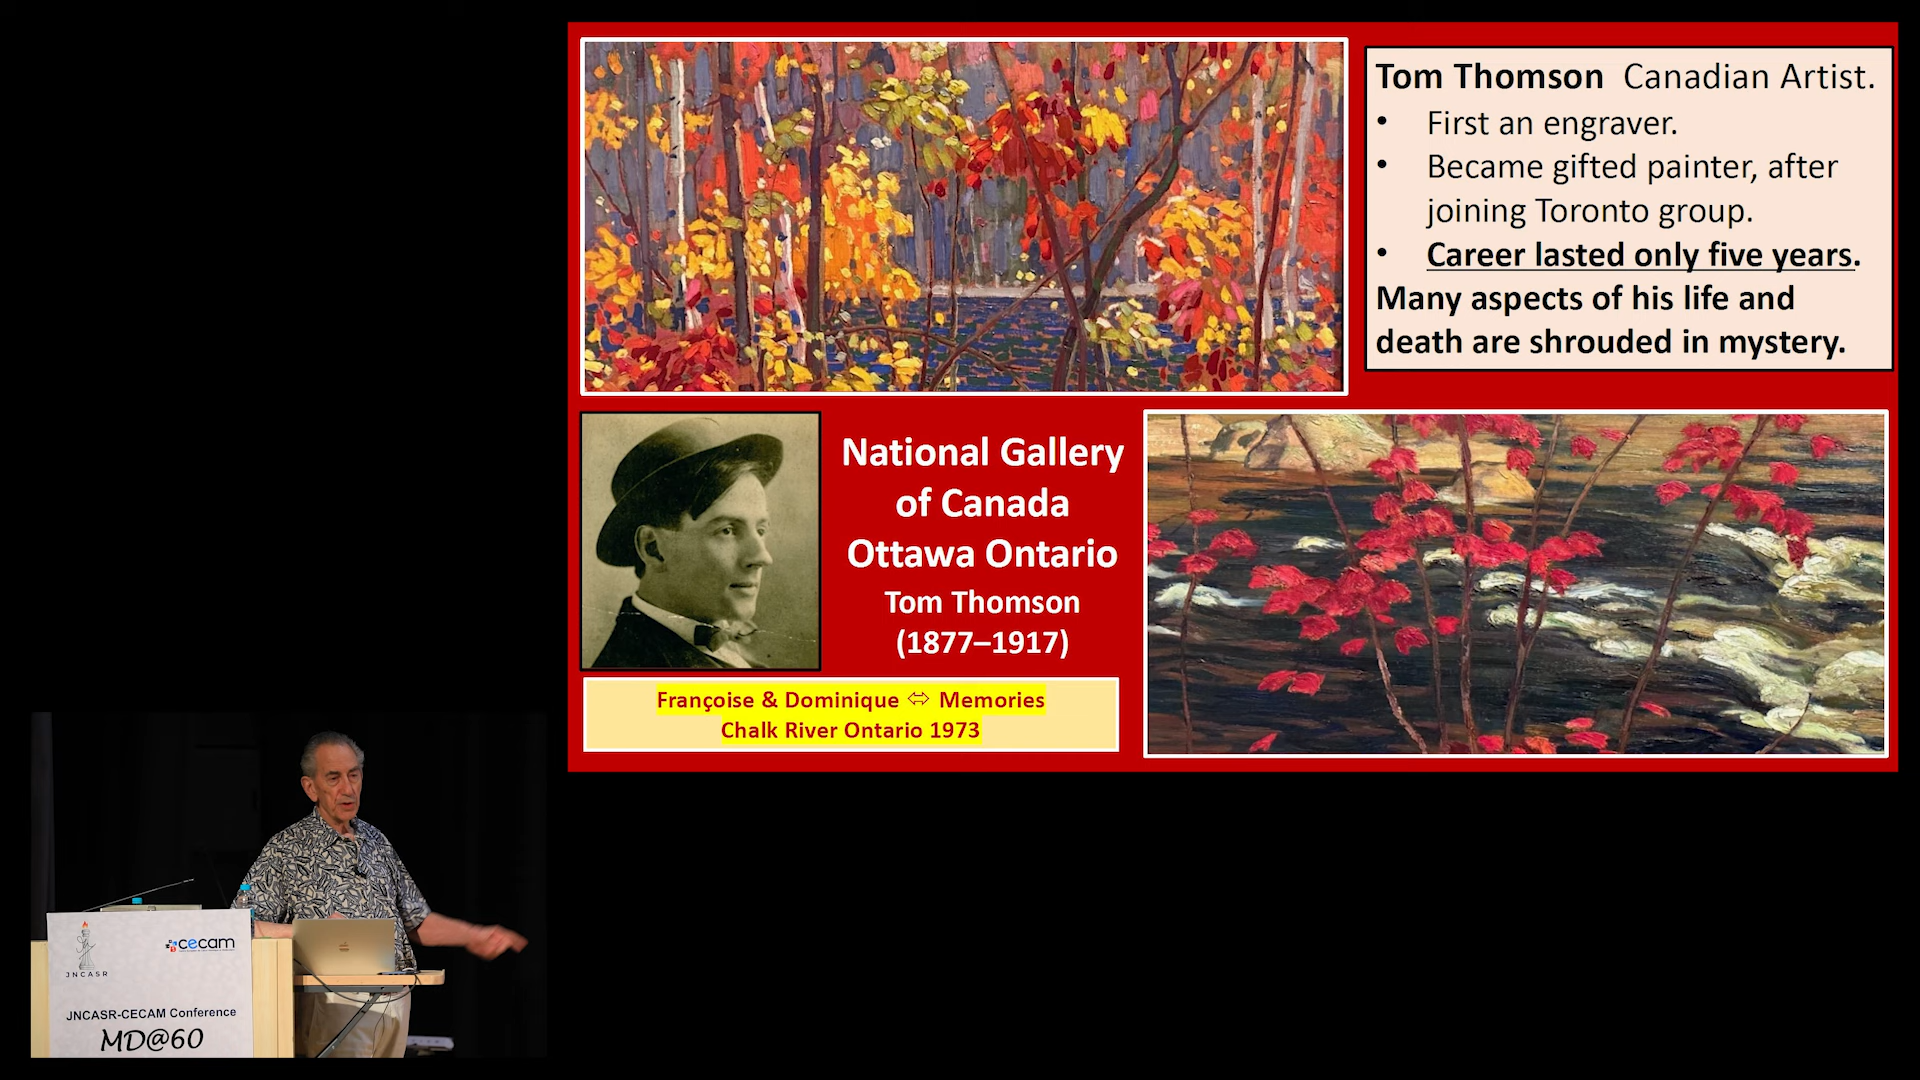 Tom Thomson Canadian Artist.
• First an engraver.
• Became gifted painter, after
joining Toronto group.
• Career lasted only five years.
Many aspects of his life and
death are shrouded in mystery.
National Gallery
of Canada
Ottawa Ontario
Tom Thomson
(1877–1917)
Françoise & Dominique ⬄ Memories
Chalk River Ontario 1973
JNCASR
cecam
JNCASR-CECAM Conference
MD@60